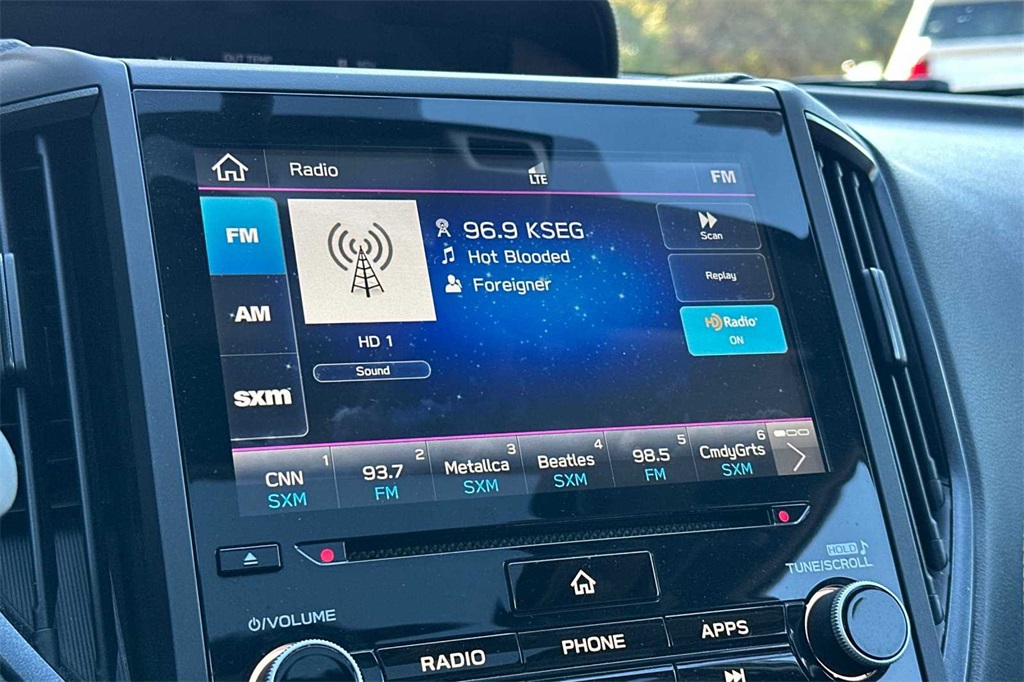 OUT TEMP
Radio
LTE
FM
FM
96.9 KSEG
Scan
Hot Blooded
Replay
Foreigner
AM
HD Radio
ON
HD 1
Sound
sxm
1
2
3
4
5
6
CNN
93.7
Metallca
Beatles
98.5
CmdyGrts
SXM
FM
SXM
SXM
FM
SXM
HOLD
TUNE/SCROLL
/VOLUME
RADIO
PHONE
APPS